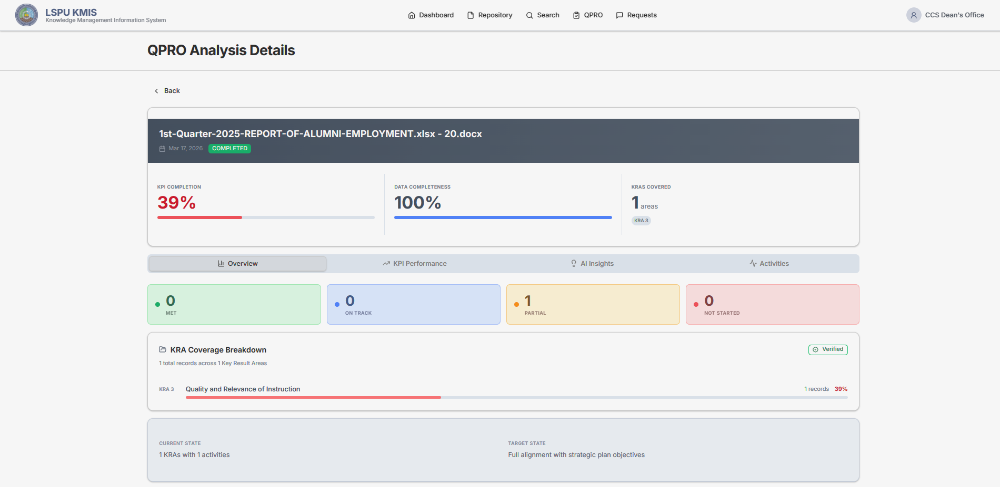 LSPU KMIS
Knowledge Management Information System
Dashboard
Repository
Search
QPRO
Requests
CCS Dean's Office
QPRO Analysis Details
Back
1st-Quarter-2025-REPORT-OF-ALUMNI-EMPLOYMENT.xlsx - 20.docx
Mar 17, 2026
COMPLETED
KPI COMPLETION
39%
DATA COMPLETENESS
100%
KRAS COVERED
1 areas
KRA 3
Overview
KPI Performance
AI Insights
Activities
0
MET
0
ON TRACK
1
PARTIAL
0
NOT STARTED
KRA Coverage Breakdown
Verified
1 total records across 1 Key Result Areas
KRA 3
Quality and Relevance of Instruction
1 records
39%
CURRENT STATE
1 KRAs with 1 activities
TARGET STATE
Full alignment with strategic plan objectives